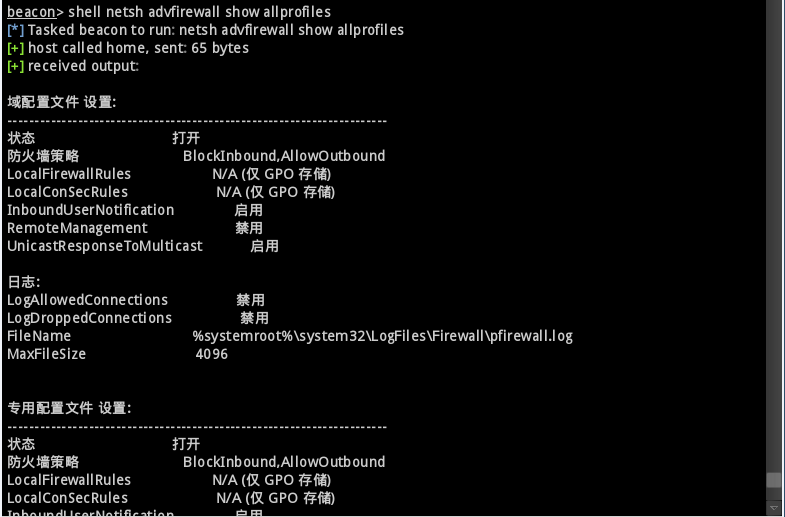 beacon> shell netsh advfirewall show allprofiles
[*] Tasked beacon to run: netsh advfirewall show allprofiles
[+] host called home, sent: 65 bytes
[+] received output:
域配置文件 设置:
----------------------------------------------------------------------
状态 打开
防火墙策略 BlockInbound,AllowOutbound
LocalFirewallRules N/A (仅 GPO 存储)
LocalConSecRules N/A (仅 GPO 存储)
InboundUserNotification 启用
RemoteManagement 禁用
UnicastResponseToMulticast 启用
日志:
LogAllowedConnections 禁用
LogDroppedConnections 禁用
FileName %systemroot%\system32\LogFiles\Firewall\pfirewall.log
MaxFileSize 4096
专用配置文件 设置:
----------------------------------------------------------------------
状态 打开
防火墙策略 BlockInbound,AllowOutbound
LocalFirewallRules N/A (仅 GPO 存储)
LocalConSecRules N/A (仅 GPO 存储)
InboundUserNotification 启用